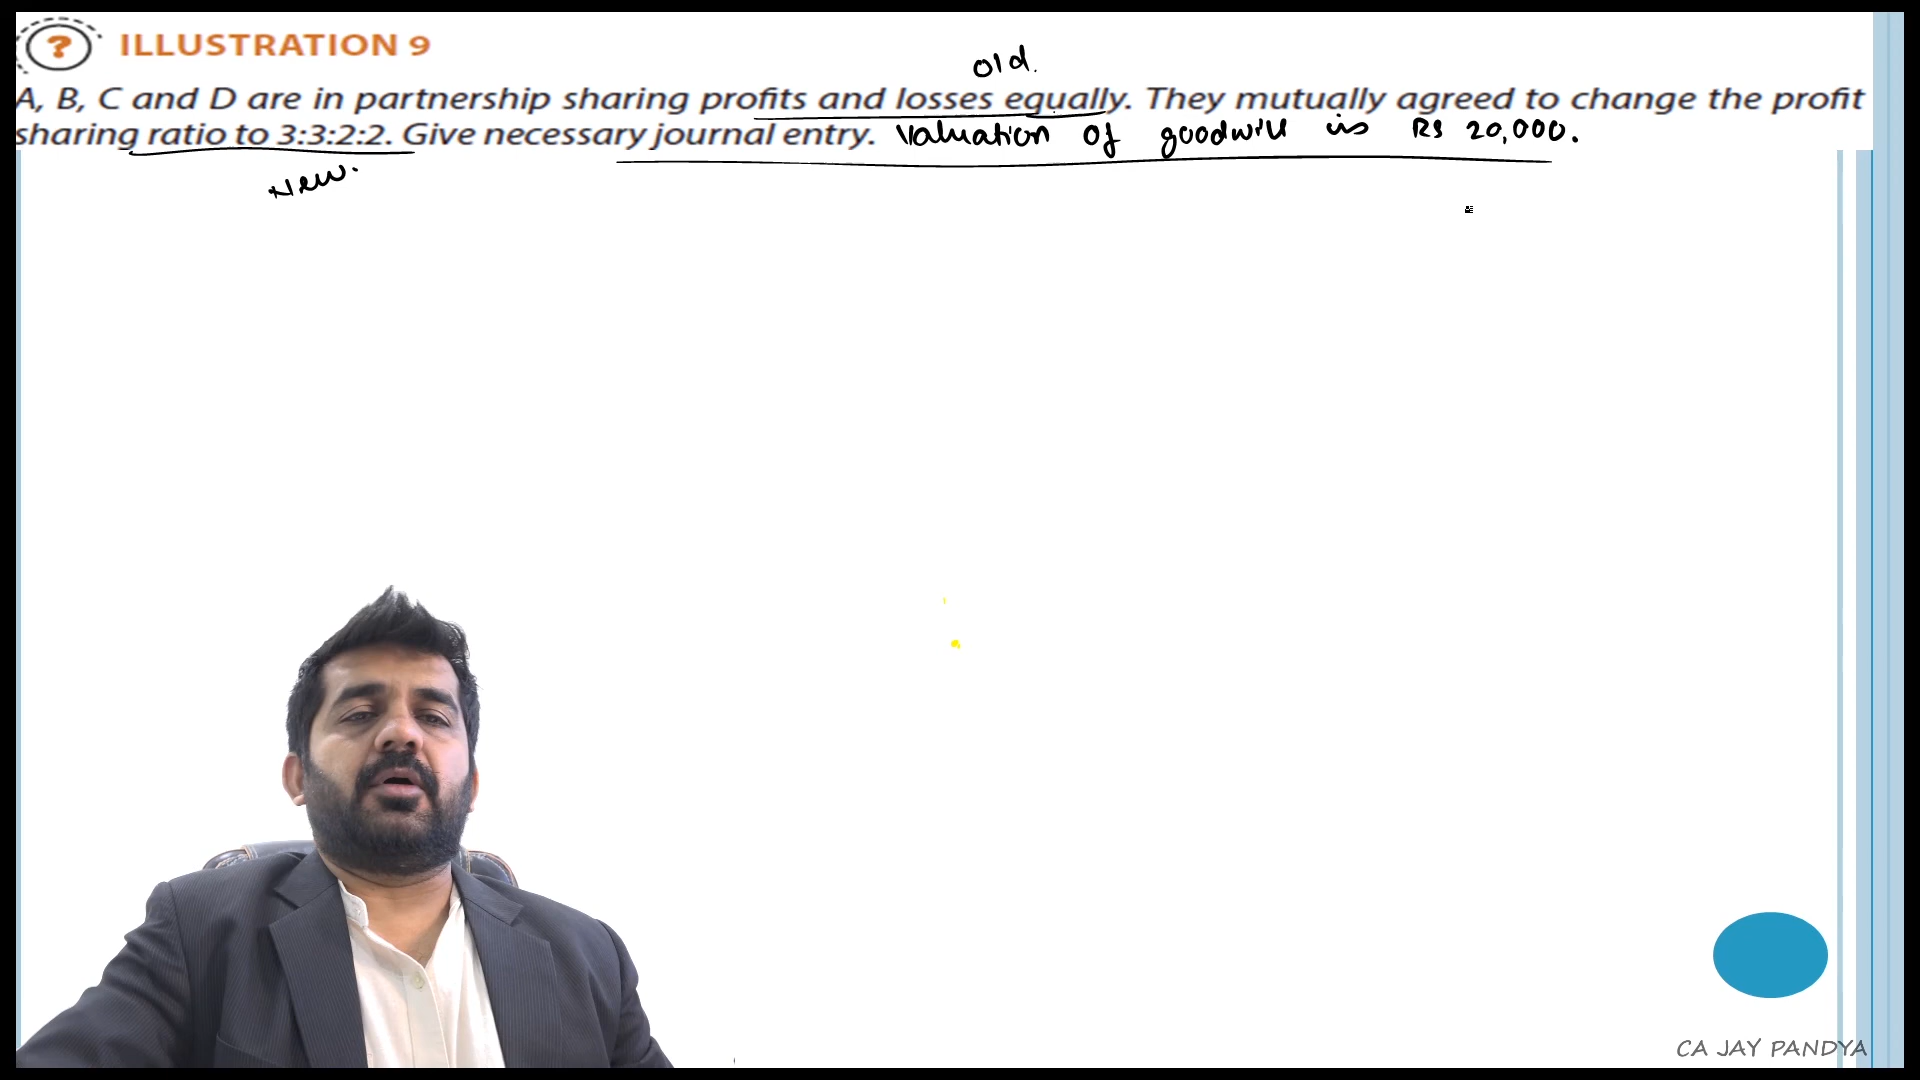 ? ILLUSTRATION 9
old.
A, B, C and D are in partnership sharing profits and losses equally. They mutually agreed to change the profit
sharing ratio to 3:3:2:2. Give necessary journal entry. Valuation of goodwill is RS 20,000.
New.
CA JAY PANDYA